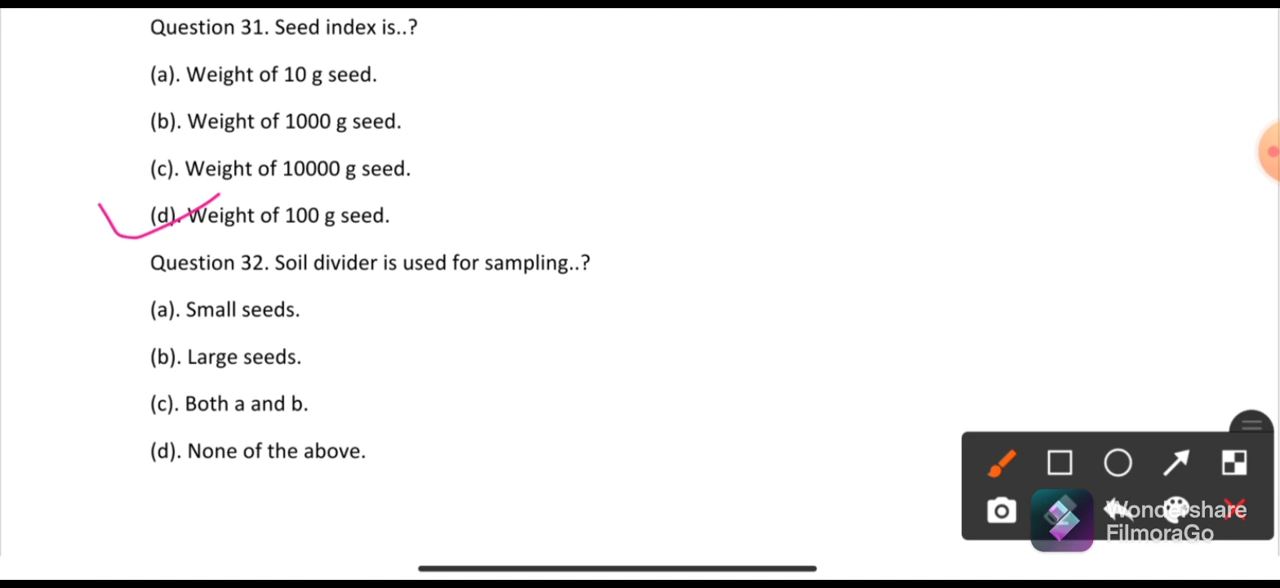 Question 31. Seed index is..?
(a). Weight of 10 g seed.
(b). Weight of 1000 g seed.
(c). Weight of 10000 g seed.
(d). Weight of 100 g seed.
Question 32. Soil divider is used for sampling..?
(a). Small seeds.
(b). Large seeds.
(c). Both a and b.
(d). None of the above.
Wondershare
FilmoraGo